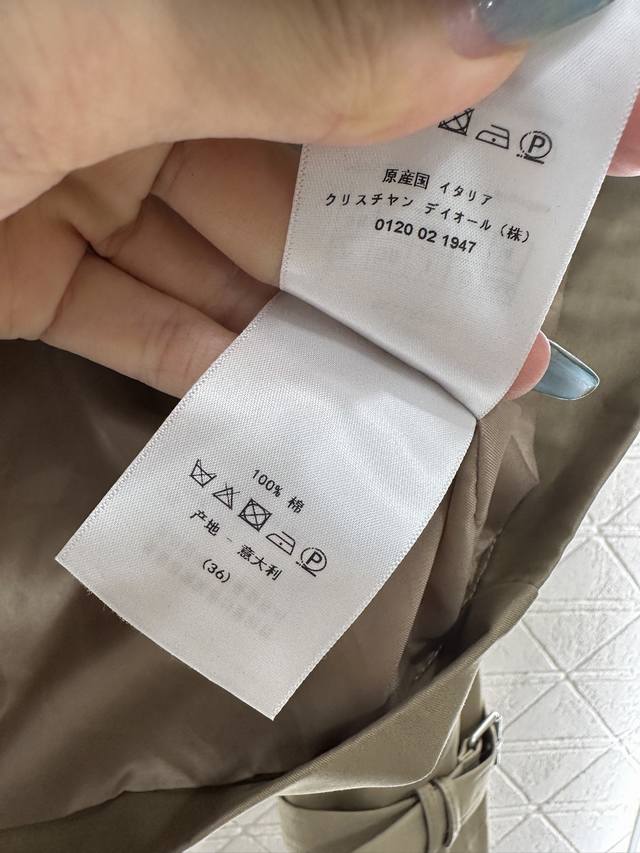 原産国 イタリア
クリスチャン ディオール (株)
0120 02 1947
100% 棉
P
产地 - 意大利
(36)